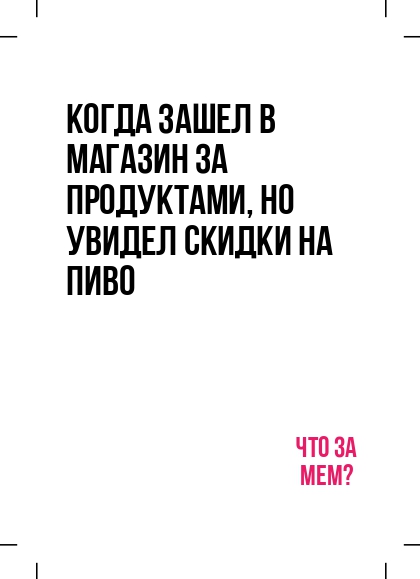 КОГДА ЗАШЕЛ В
МАГАЗИН ЗА
ПРОДУКТАМИ, НО
УВИДЕЛ СКИДКИ НА
ПИВО
ЧТО ЗА
МЕМ?